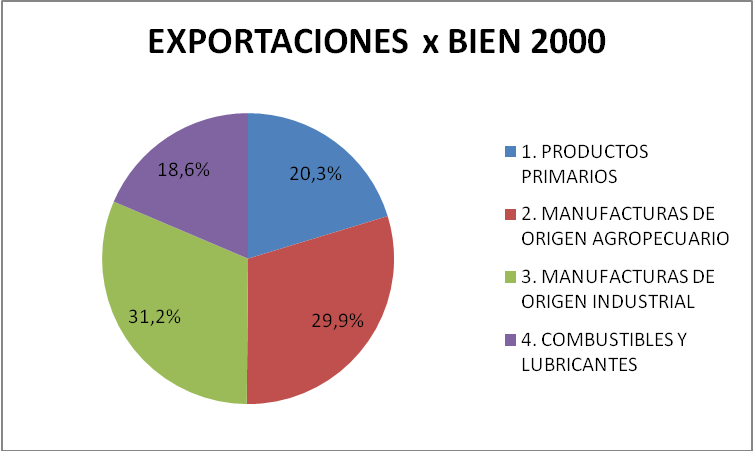 EXPORTACIONES x BIEN 2000
18,6%
20,3%
31,2%
29,9%
1. PRODUCTOS
PRIMARIOS
2. MANUFACTURAS DE
ORIGEN AGROPECUARIO
3. MANUFACTURAS DE
ORIGEN INDUSTRIAL
4. COMBUSTIBLES Y
LUBRICANTES